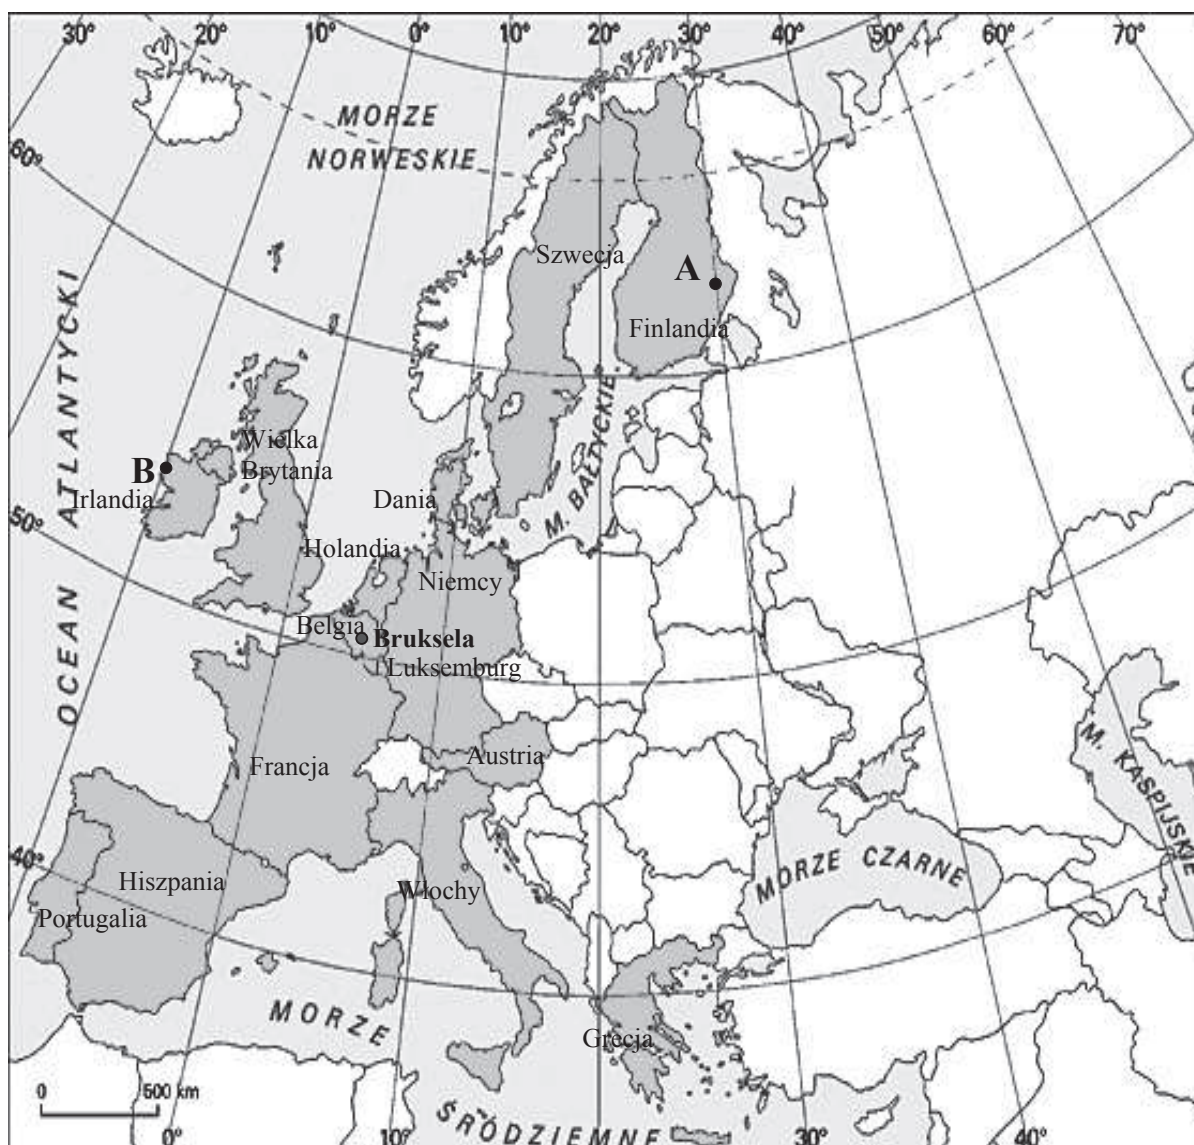 30° 20° 10° 0° 10° 20° 30° 40° 50° 60° 70°
MORZE
NORWESKIE
60°
Szwecja
A
Finlandia
OCEAN ATLANTYCKI
Wielka
Brytania
B
Irlandia
Dania
M. BAŁTYCKIE
50°
Holandia
Niemcy
Belgia
Bruksela
Luksemburg
Francja
Austria
M. KASPIJSKIE
MORZE CZARNE
40°
Hiszpania
Włochy
Portugalia
MORZE
Grecja
0 500 km
ŚRÓDZIEMNE
0° 10° 30° 40°